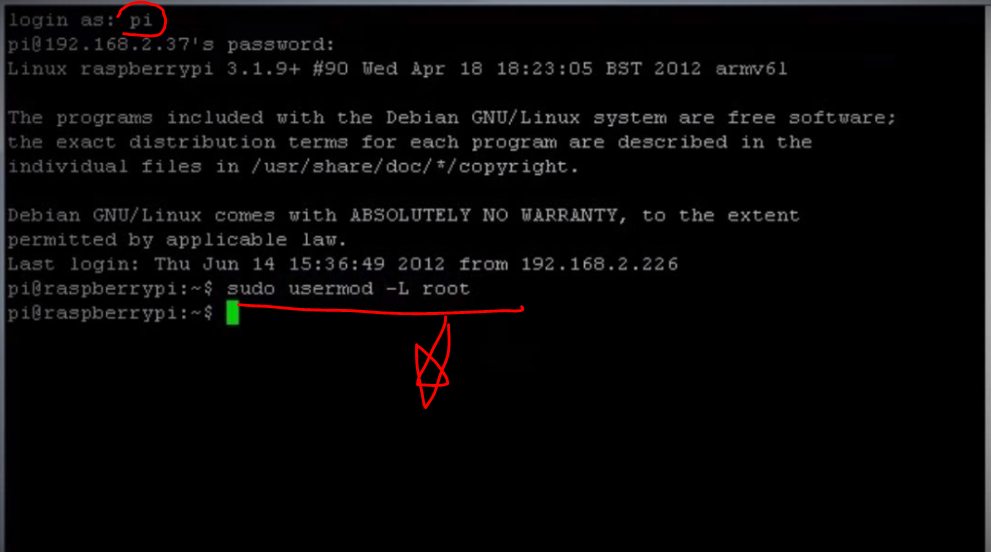 login as: pi
pi@192.168.2.37's password:
Linux raspberrypi 3.1.9+ #90 Wed Apr 18 18:23:05 BST 2012 armv6l
The programs included with the Debian GNU/Linux system are free software;
the exact distribution terms for each program are described in the
individual files in /usr/share/doc/*/copyright.
Debian GNU/Linux comes with ABSOLUTELY NO WARRANTY, to the extent
permitted by applicable law.
Last login: Thu Jun 14 15:36:49 2012 from 192.168.2.226
pi@raspberrypi:~$ sudo usermod -L root
pi@raspberrypi:~$